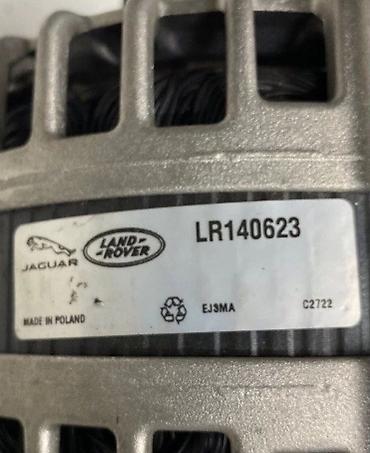 LR140623
LAND-
-ROVER
JAGUAR
MADE IN POLAND
EJ3MA
C2722